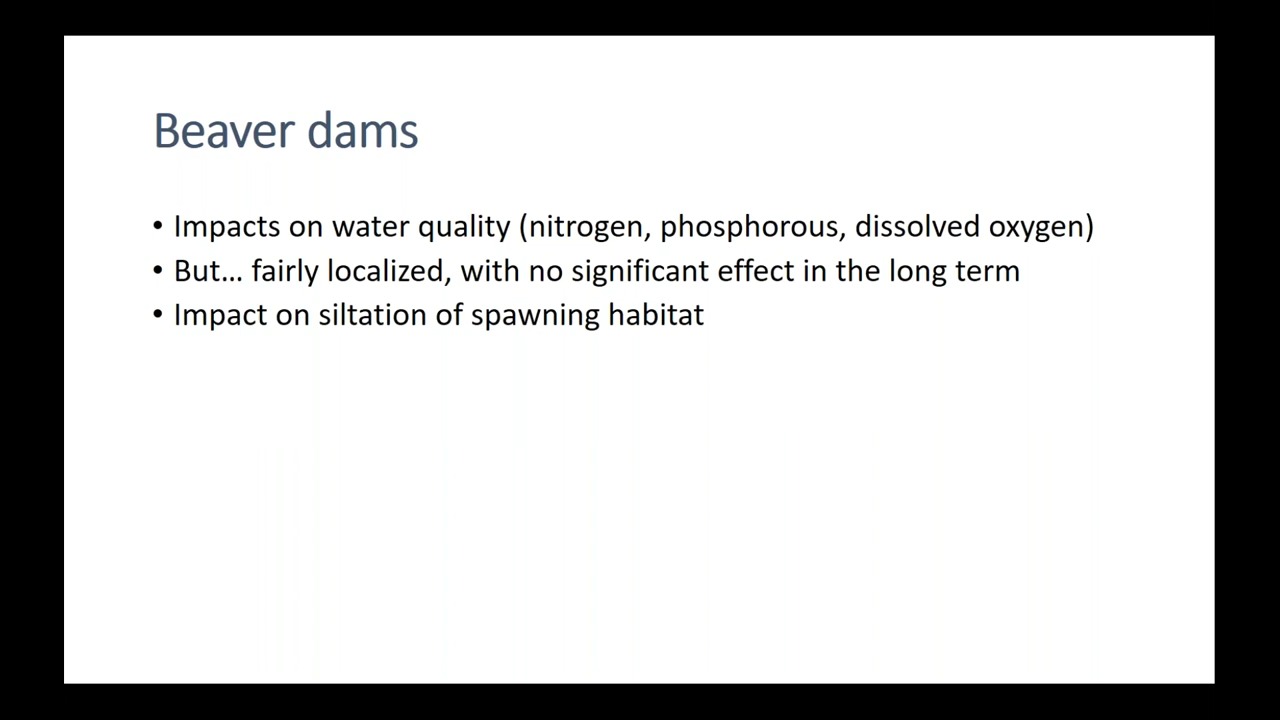 Beaver dams
• Impacts on water quality (nitrogen, phosphorous, dissolved oxygen)
• But... fairly localized, with no significant effect in the long term
• Impact on siltation of spawning habitat